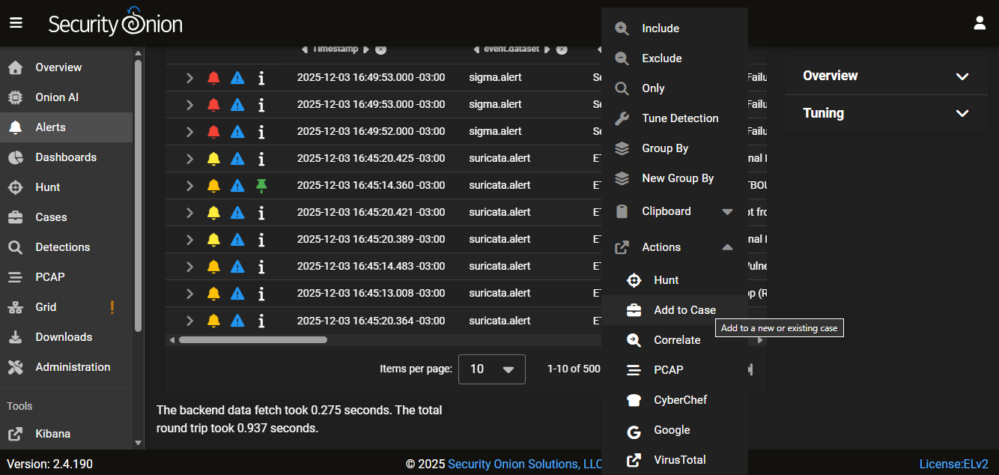 Security Onion
Overview
Onion AI
Alerts
Dashboards
Hunt
Cases
Detections
PCAP
Grid
Downloads
Administration
Tools
Kibana
Timestamp event.dataset
2025-12-03 16:49:53.000 -03:00 sigma.alert Se Failu
2025-12-03 16:49:53.000 -03:00 sigma.alert Se Failu
2025-12-03 16:49:52.000 -03:00 sigma.alert Se Failu
2025-12-03 16:45:20.425 -03:00 suricata.alert ET
2025-12-03 16:45:14.360 -03:00 suricata.alert ET
2025-12-03 16:45:20.421 -03:00 suricata.alert ET
2025-12-03 16:45:20.389 -03:00 suricata.alert ET
2025-12-03 16:45:14.483 -03:00 suricata.alert ET
2025-12-03 16:45:13.008 -03:00 suricata.alert ET
2025-12-03 16:45:20.364 -03:00 suricata.alert ET
Items per page: 10 1-10 of 500
The backend data fetch took 0.275 seconds. The total
round trip took 0.937 seconds.
Include
Exclude
Only
Tune Detection
Group By
New Group By
Clipboard
Actions
Hunt
Add to Case
Add to a new or existing case
Correlate
PCAP
CyberChef
Google
VirusTotal
Overview
Tuning
Version: 2.4.190
© 2025 Security Onion Solutions, LLC
License:ELv2